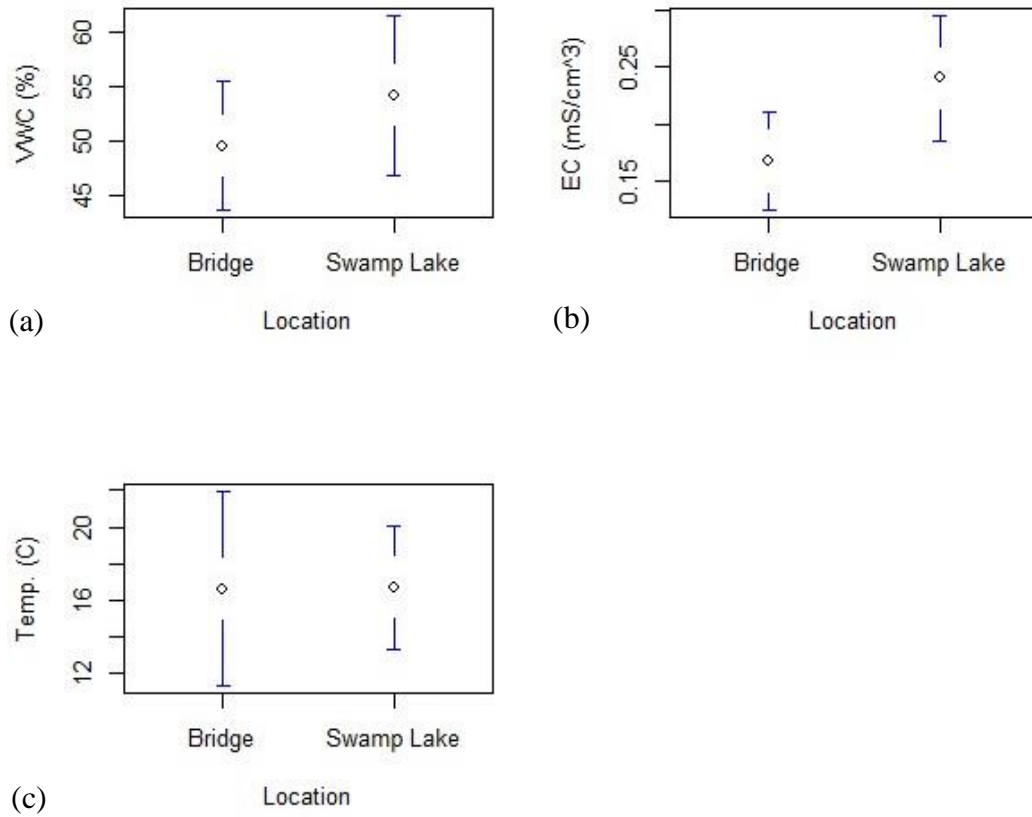 VWC (%)
60
55
50
45
Bridge
Swamp Lake
Location
(a)
EC (mS/cm^3)
0.25
0.15
Bridge
Swamp Lake
Location
(b)
Temp. (C)
20
16
12
Bridge
Swamp Lake
Location
(c)